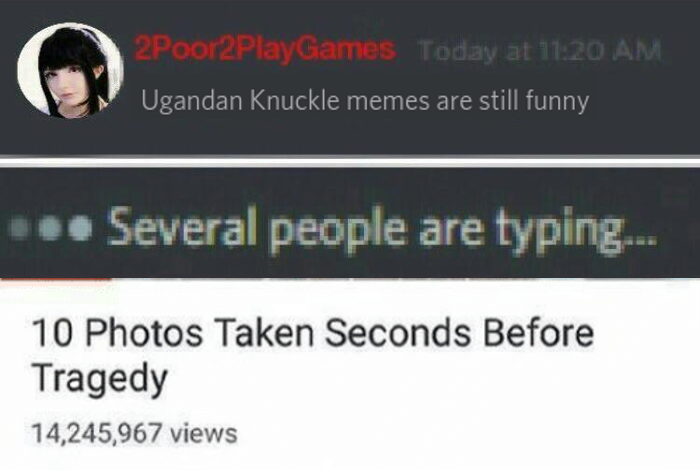 2Poor2PlayGames Today at 11:20 AM
Ugandan Knuckle memes are still funny
Several people are typing...
10 Photos Taken Seconds Before
Tragedy
14,245,967 views